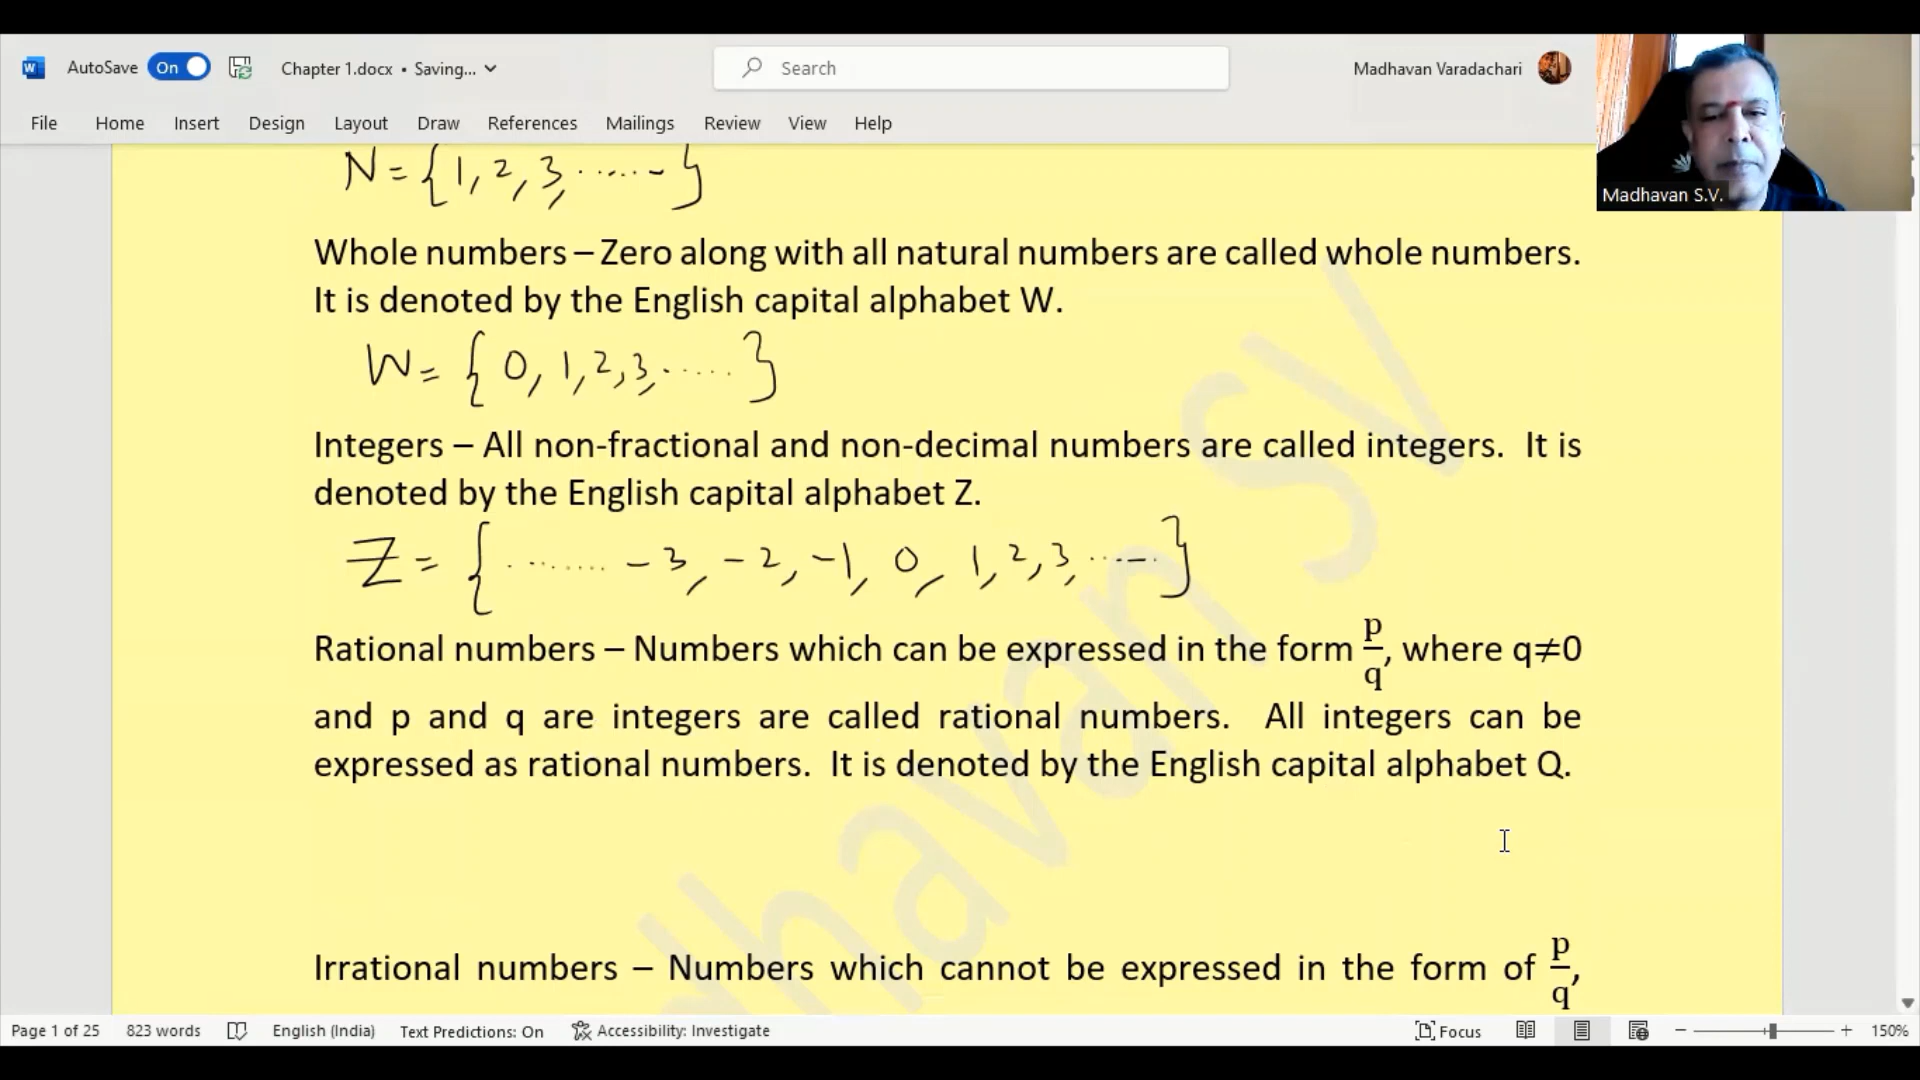 AutoSave On Chapter 1.docx • Saving... Search Madhavan Varadachari
File Home Insert Design Layout Draw References Mailings Review View Help
Madhavan S.V.
N = {1, 2, 3, ......}
Whole numbers – Zero along with all natural numbers are called whole numbers.
It is denoted by the English capital alphabet W.
W = { 0, 1, 2, 3, ...... }
Integers – All non-fractional and non-decimal numbers are called integers. It is
denoted by the English capital alphabet Z.
Z = { ........ -3, -2, -1, 0, 1, 2, 3, ...... }
Rational numbers – Numbers which can be expressed in the form p/q, where q≠0
and p and q are integers are called rational numbers. All integers can be
expressed as rational numbers. It is denoted by the English capital alphabet Q.
Irrational numbers – Numbers which cannot be expressed in the form of p/q,
dhavan SV
Page 1 of 25 823 words English (India) Text Predictions: On Accessibility: Investigate Focus 150%